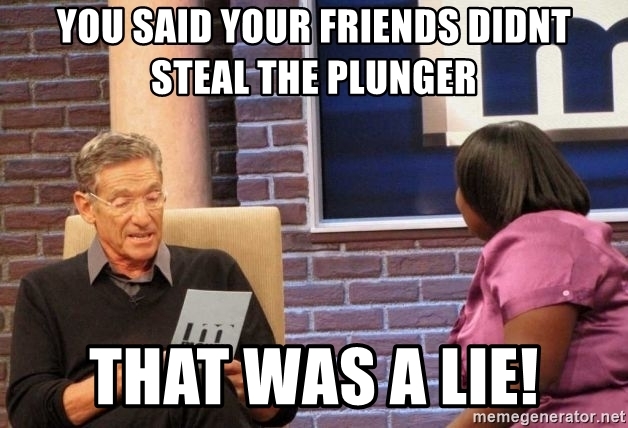 YOU SAID YOUR FRIENDS DIDNT
STEAL THE PLUNGER
THAT WAS A LIE!
memegenerator.net